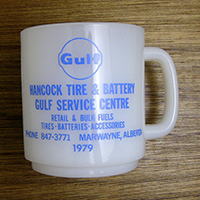 Gulf
HANCOCK TIRE & BATTERY
GULF SERVICE CENTRE
RETAIL & BULK FUELS
TIRES-BATTERIES-ACCESSORIES
PHONE 847-3771 MARWAYNE, ALBERTA
1979